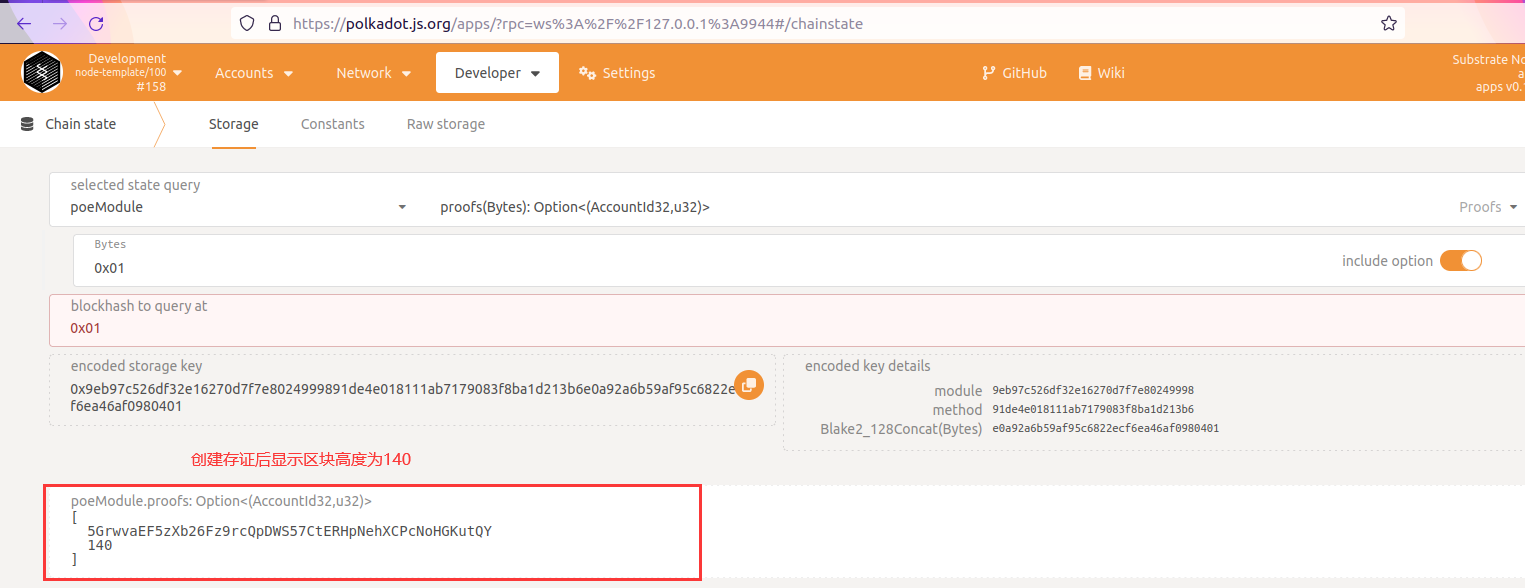 https://polkadot.js.org/apps/?rpc=ws%3A%2F%2F127.0.0.1%3A9944#/chainstate
Development
node-template/100
#158
Accounts
Network
Developer
Settings
GitHub
Wiki
Substrate No
a
apps v0.
Chain state
Storage
Constants
Raw storage
selected state query
poeModule
proofs(Bytes): Option<(AccountId32,u32)>
Proofs
Bytes
0x01
include option
blockhash to query at
0x01
encoded storage key
0x9eb97c526df32e16270d7f7e8024999891de4e018111ab7179083f8ba1d213b6e0a92a6b59af95c6822e
f6ea46af0980401
encoded key details
module 9eb97c526df32e16270d7f7e80249998
method 91de4e018111ab7179083f8ba1d213b6
Blake2_128Concat(Bytes) e0a92a6b59af95c6822ecf6ea46af0980401
创建存证后显示区块高度为140
poeModule.proofs: Option<(AccountId32,u32)>
[
5GrwvaEF5zXb26Fz9rcQpDWS57CtERHpNehXCPcNoHGKutQY
140
]